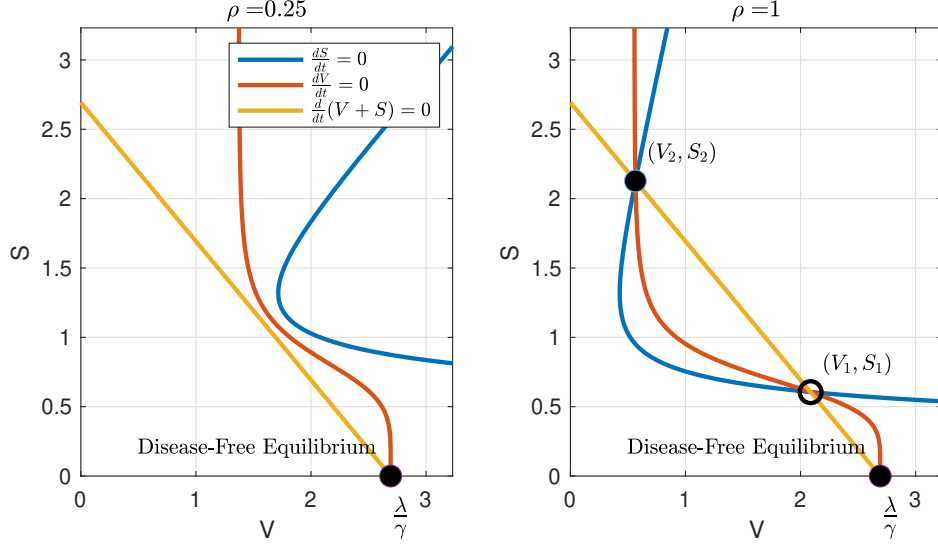 ρ = 0.25
dS/dt = 0
dV/dt = 0
d/dt (V + S) = 0
3
2.5
2
1.5
1
0.5
0
S
Disease-Free Equilibrium
0
1
2
3
λ/γ
V
ρ = 1
(V₂, S₂)
(V₁, S₁)
3
2.5
2
1.5
1
0.5
0
S
Disease-Free Equilibrium
0
1
2
3
λ/γ
V